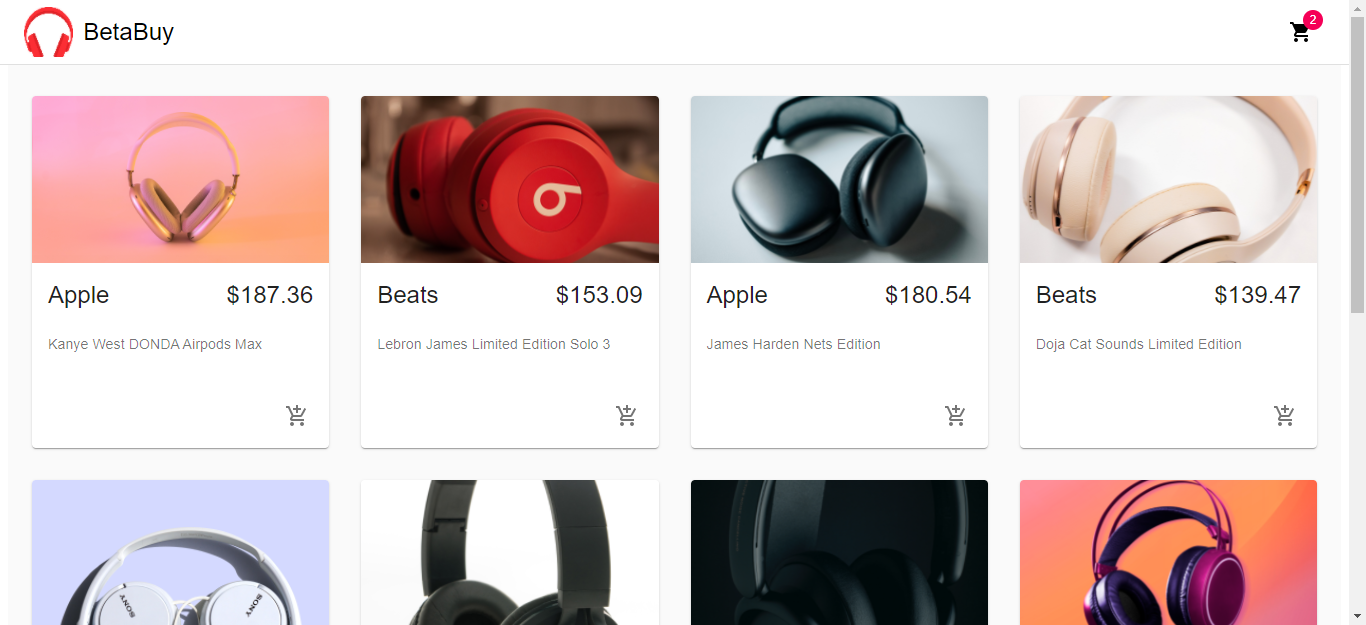 BetaBuy
2
Apple $187.36
Kanye West DONDA Airpods Max
Beats $153.09
Lebron James Limited Edition Solo 3
Apple $180.54
James Harden Nets Edition
Beats $139.47
Doja Cat Sounds Limited Edition
SONY
SONY